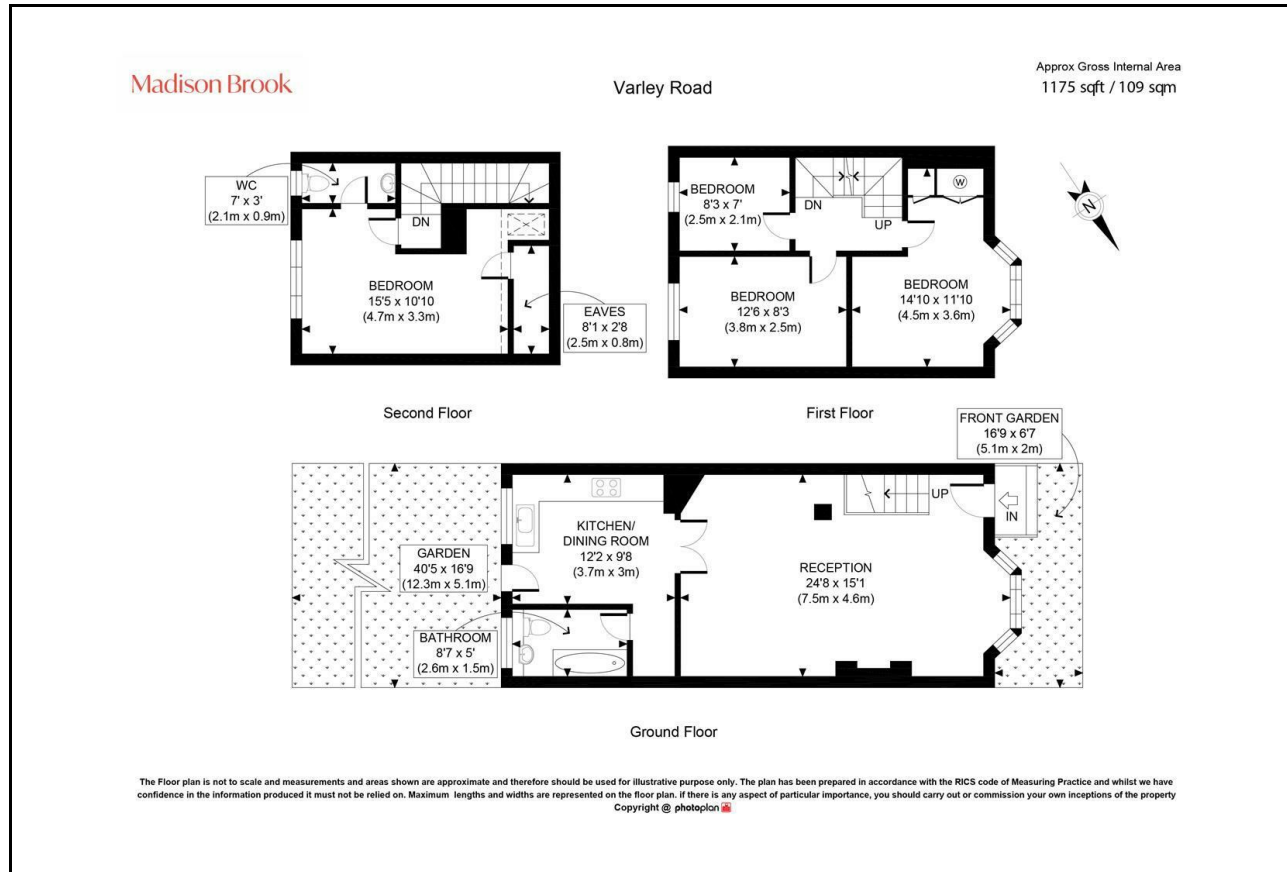 Madison Brook
Varley Road
Approx Gross Internal Area
1175 sqft / 109 sqm
WC
7' x 3'
(2.1m x 0.9m)
DN
BEDROOM
15'5 x 10'10
(4.7m x 3.3m)
EAVES
8'1 x 2'8
(2.5m x 0.8m)
Second Floor
BEDROOM
8'3 x 7'
(2.5m x 2.1m)
DN
UP
W
BEDROOM
12'6 x 8'3
(3.8m x 2.5m)
BEDROOM
14'10 x 11'10
(4.5m x 3.6m)
N
First Floor
FRONT GARDEN
16'9 x 6'7
(5.1m x 2m)
GARDEN
40'5 x 16'9
(12.3m x 5.1m)
KITCHEN/
DINING ROOM
12'2 x 9'8
(3.7m x 3m)
BATHROOM
8'7 x 5'
(2.6m x 1.5m)
UP
IN
RECEPTION
24'8 x 15'1
(7.5m x 4.6m)
Ground Floor
The Floor plan is not to scale and measurements and areas shown are approximate and therefore should be used for illustrative purpose only. The plan has been prepared in accordance with the RICS code of Measuring Practice and whilst we have
confidence in the information produced it must not be relied on. Maximum lengths and widths are represented on the floor plan. if there is any aspect of particular importance, you should carry out or commission your own inceptions of the property
Copyright @ photoplan